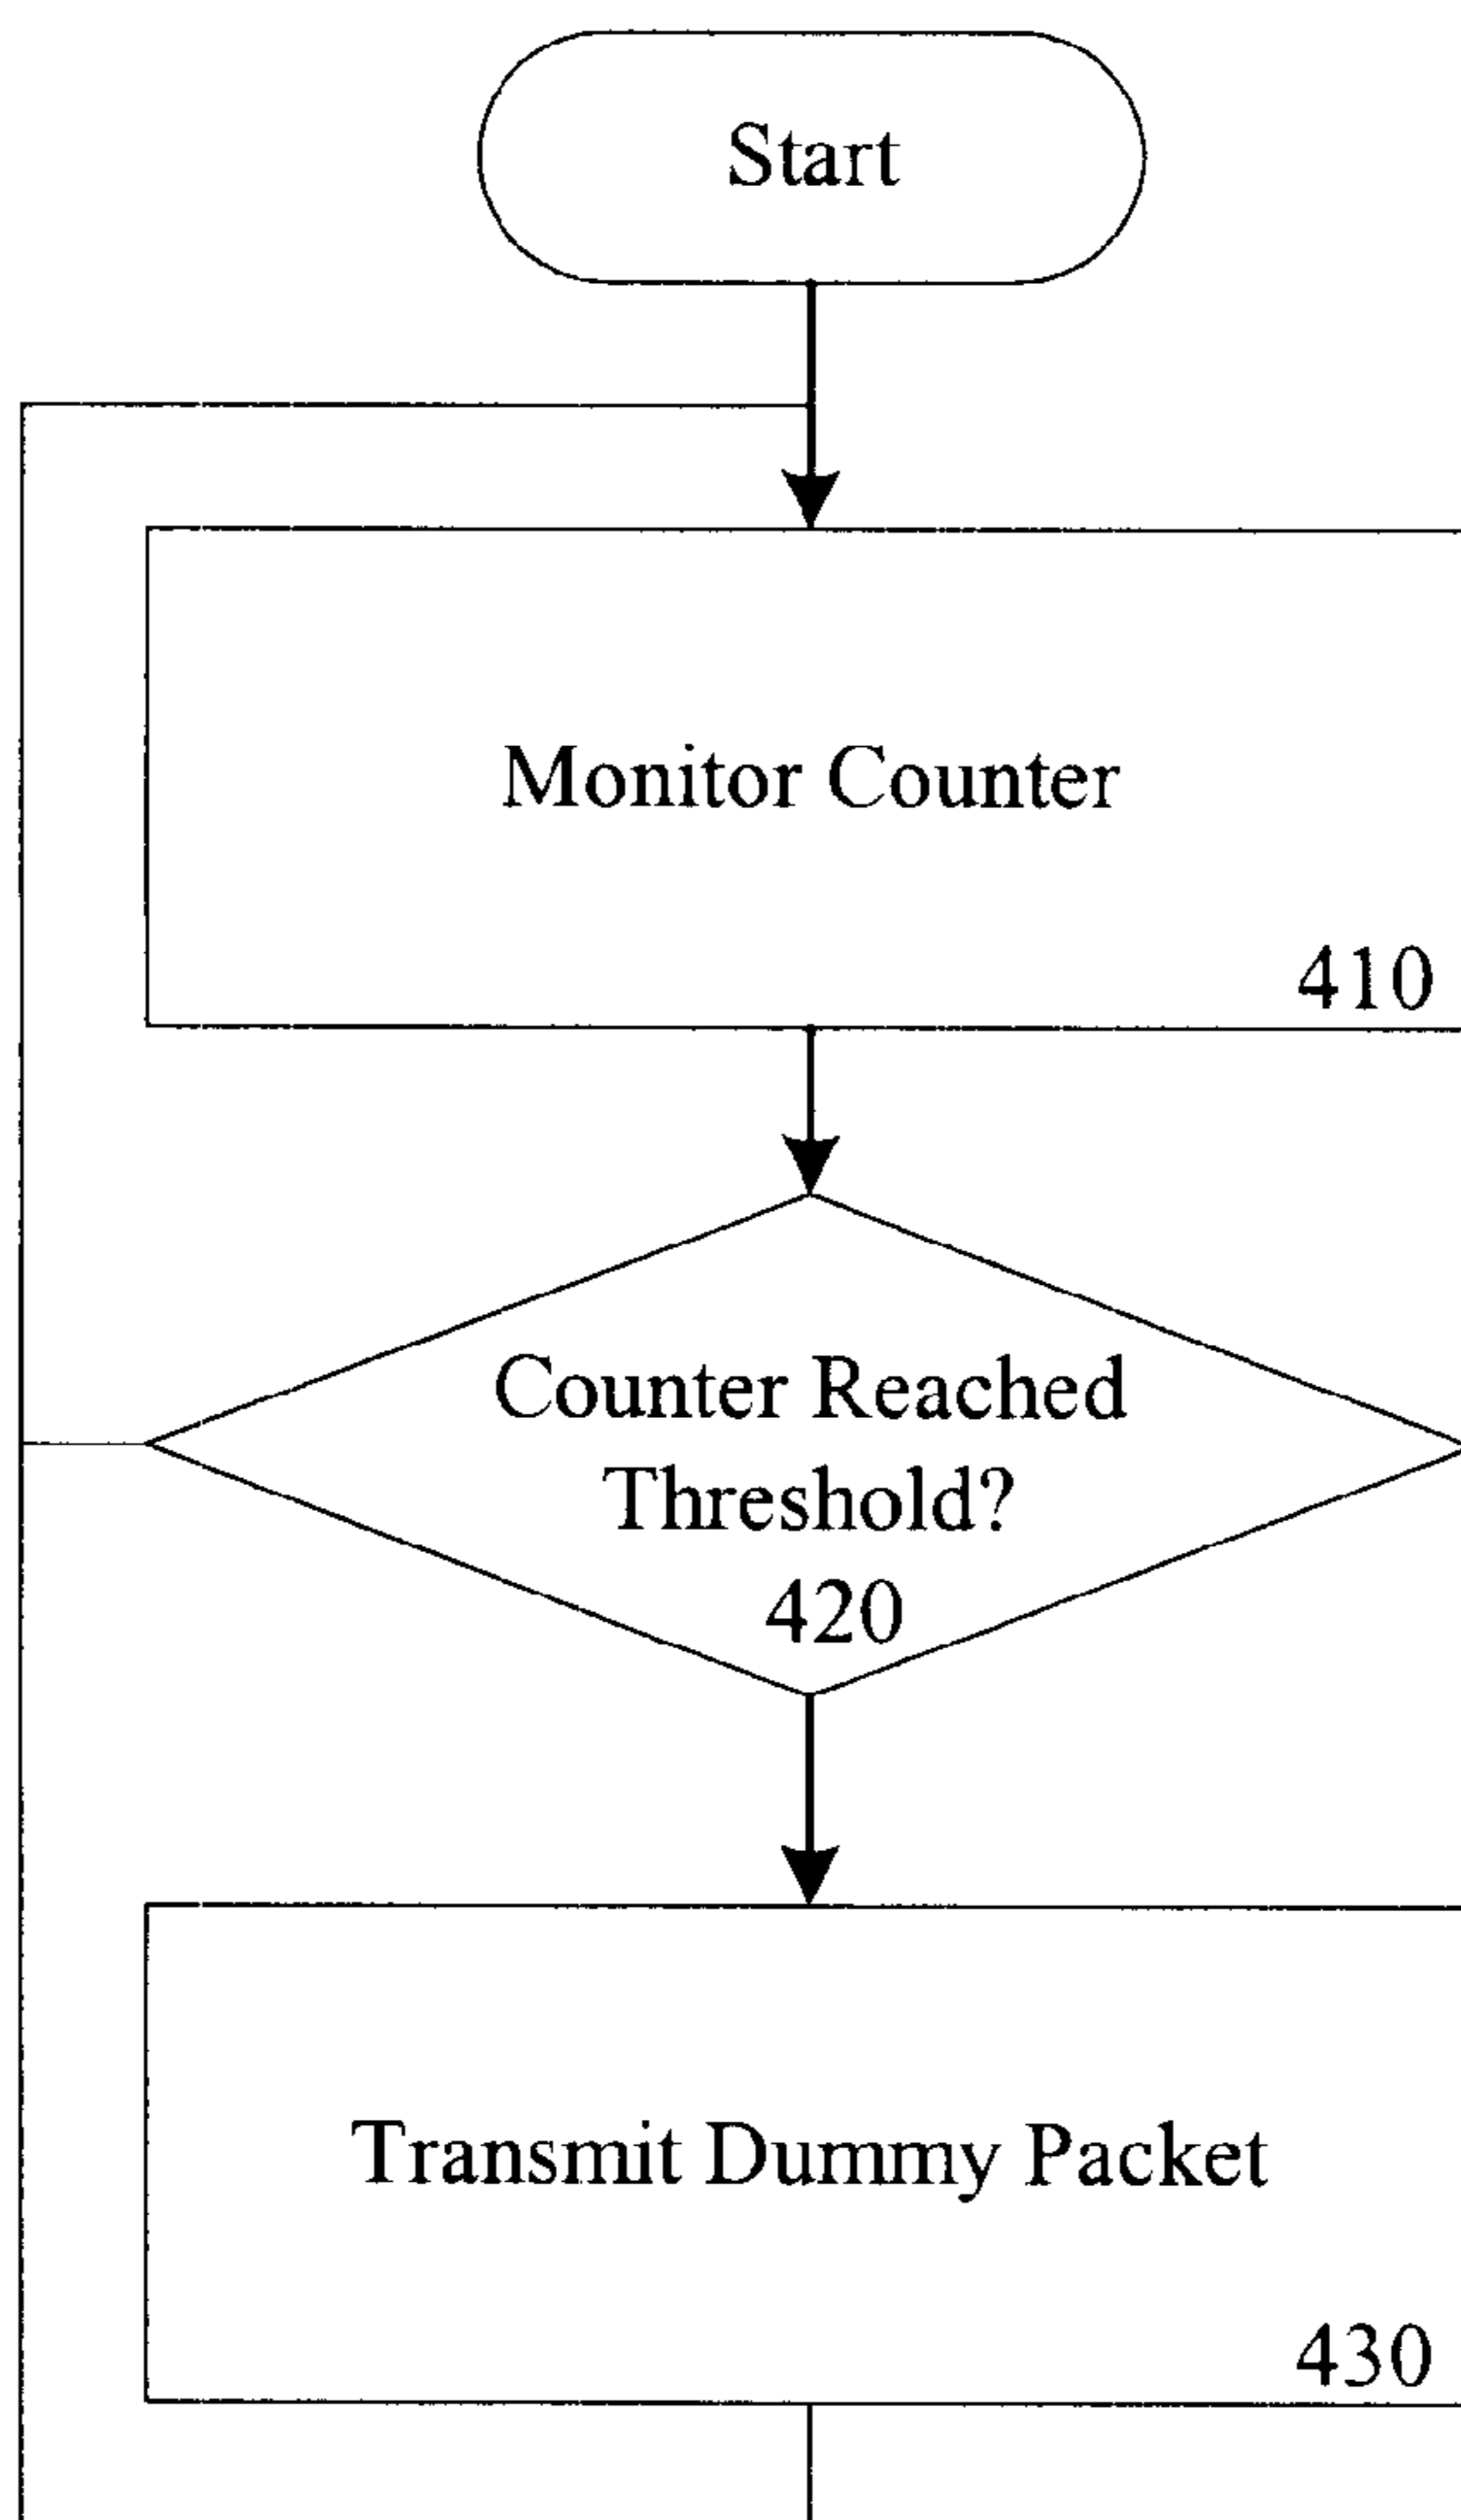 Start
Monitor Counter
410
Counter Reached
Threshold?
420
Transmit Dummy Packet
430